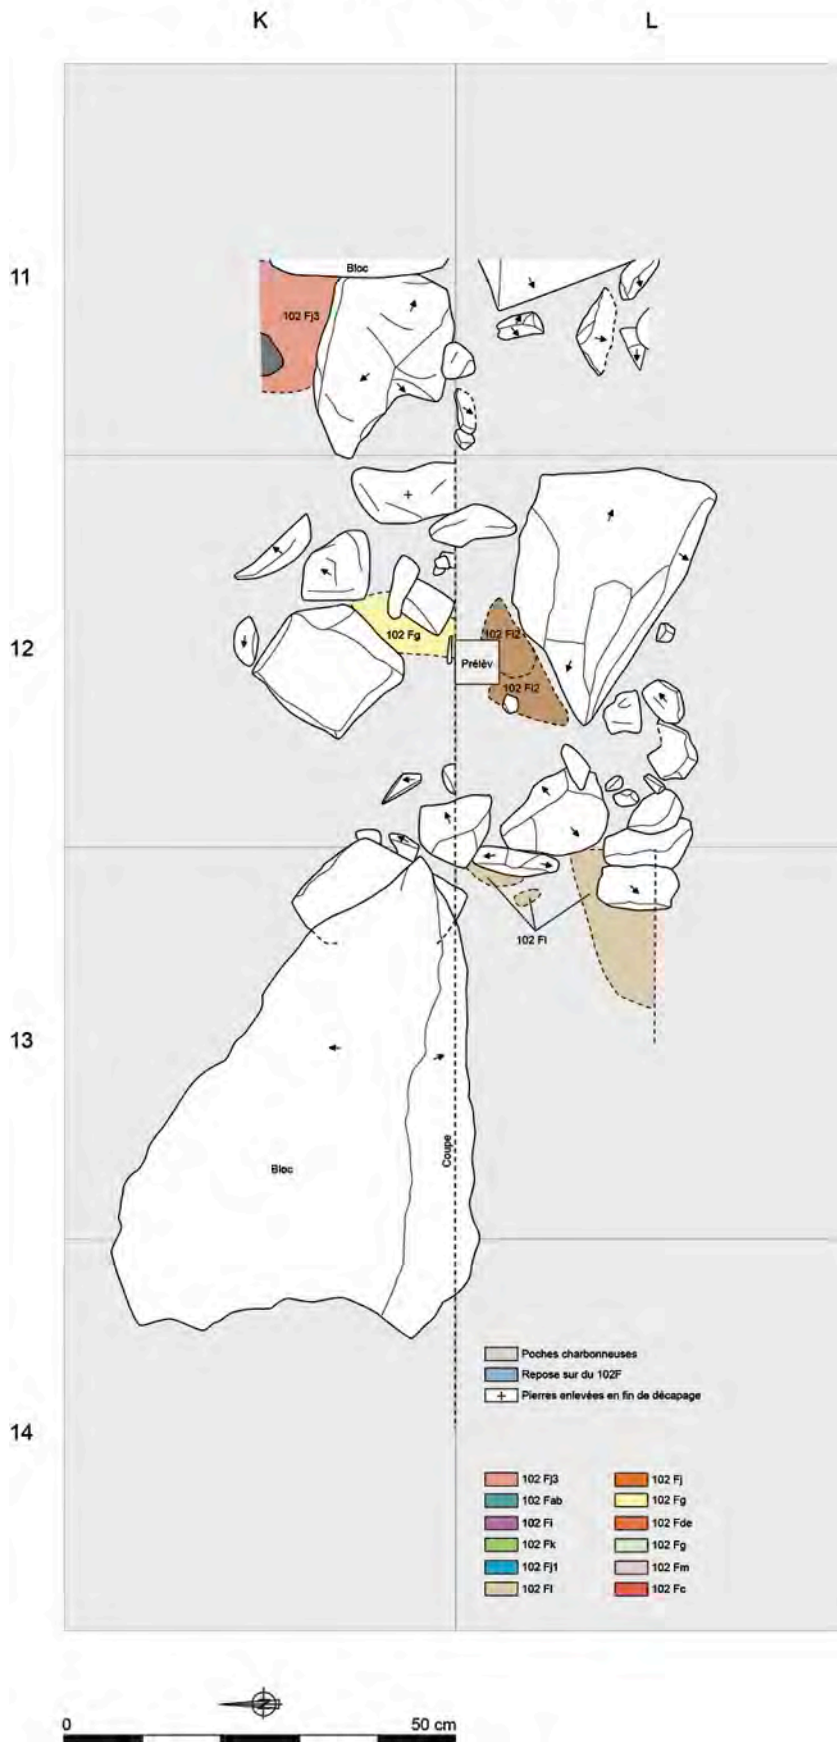 K L
11
Bloc
102 Fj3
12
102 Fg
102 Fl2
Prélèv
102 Fl2
102 Fl
13
Bloc
Coupe
Poches charbonneuses
Repose sur du 102F
+ Pierres enlevées en fin de décapage
14
102 Fj3 102 Fj
102 Fab 102 Fg
102 Fi 102 Fde
102 Fk 102 Fg
102 Fj1 102 Fm
102 Fl 102 Fc
N
0 50 cm